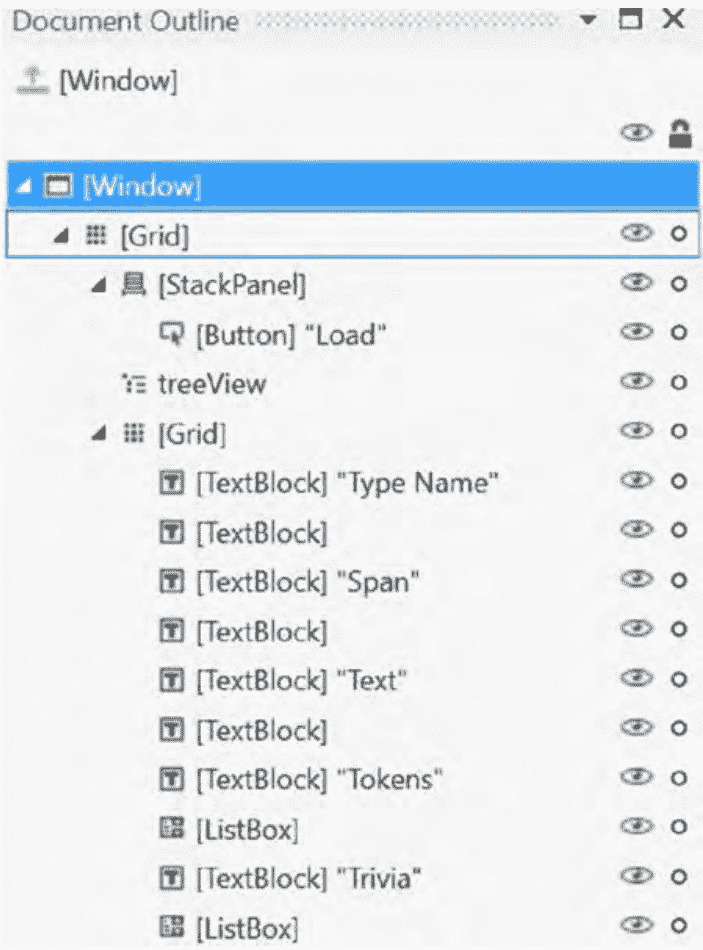 Document Outline
[Window]
[Window]
[Grid]
[StackPanel]
[Button] "Load"
treeView
[Grid]
[TextBlock] "Type Name"
[TextBlock]
[TextBlock] "Span"
[TextBlock]
[TextBlock] "Text"
[TextBlock]
[TextBlock] "Tokens"
[ListBox]
[TextBlock] "Trivia"
[ListBox]